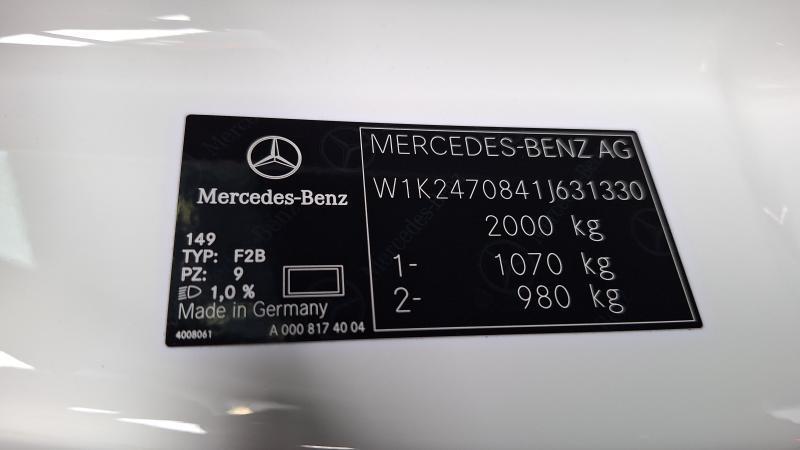 Mercedes-Benz
149
TYP: F2B
PZ: 9
1,0 %
Made in Germany
4008061
A 000 817 40 04
MERCEDES-BENZ AG
W1K2470841J631330
2000 kg
1- 1070 kg
2- 980 kg